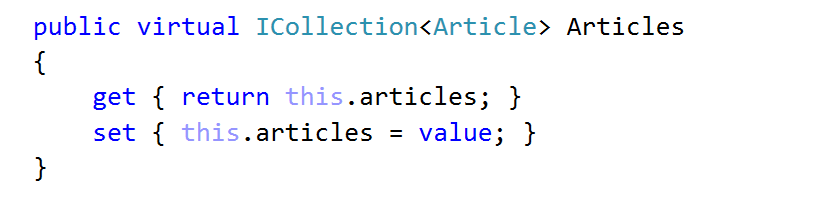 public virtual ICollection<Article> Articles
{
    get { return this.articles; }
    set { this.articles = value; }
}